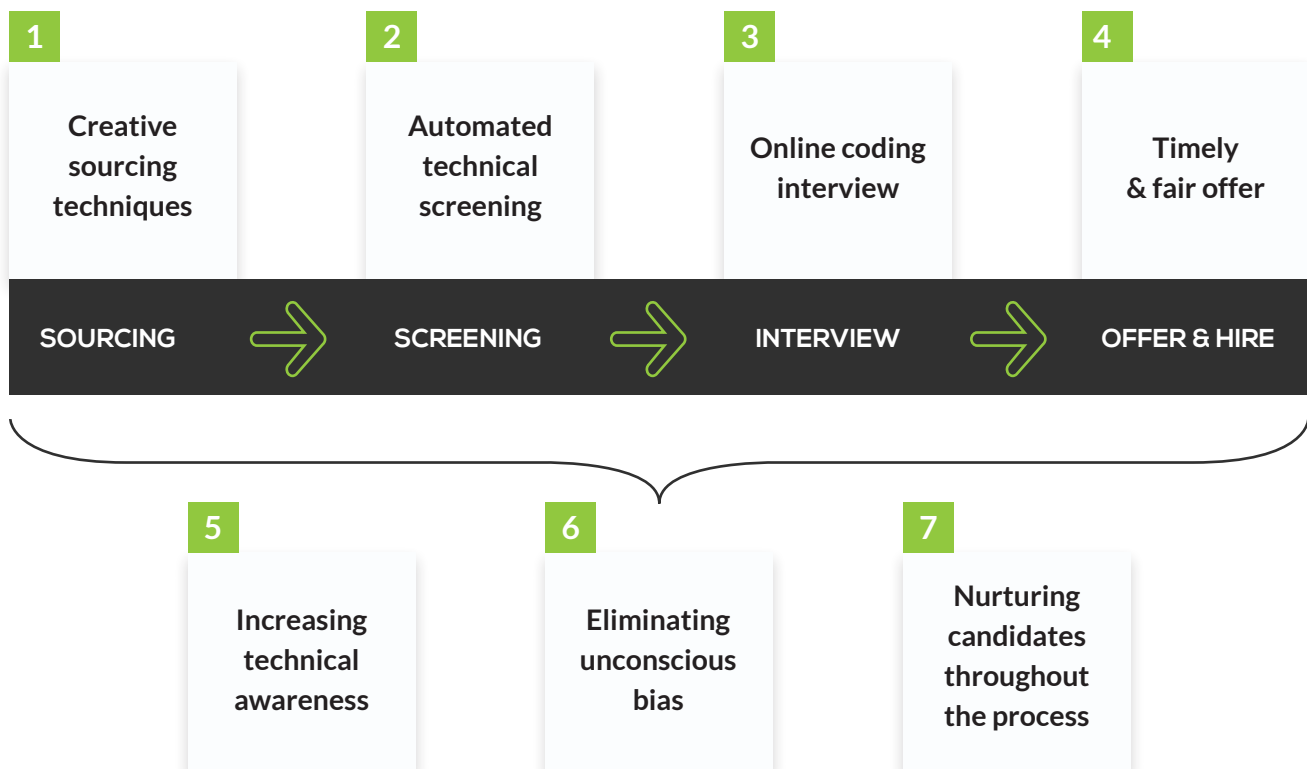 1
Creative
sourcing
techniques
2
Automated
technical
screening
3
Online coding
interview
4
Timely
& fair offer
SOURCING
SCREENING
INTERVIEW
OFFER & HIRE
5
Increasing
technical
awareness
6
Eliminating
unconscious
bias
7
Nurturing
candidates
throughout
the process